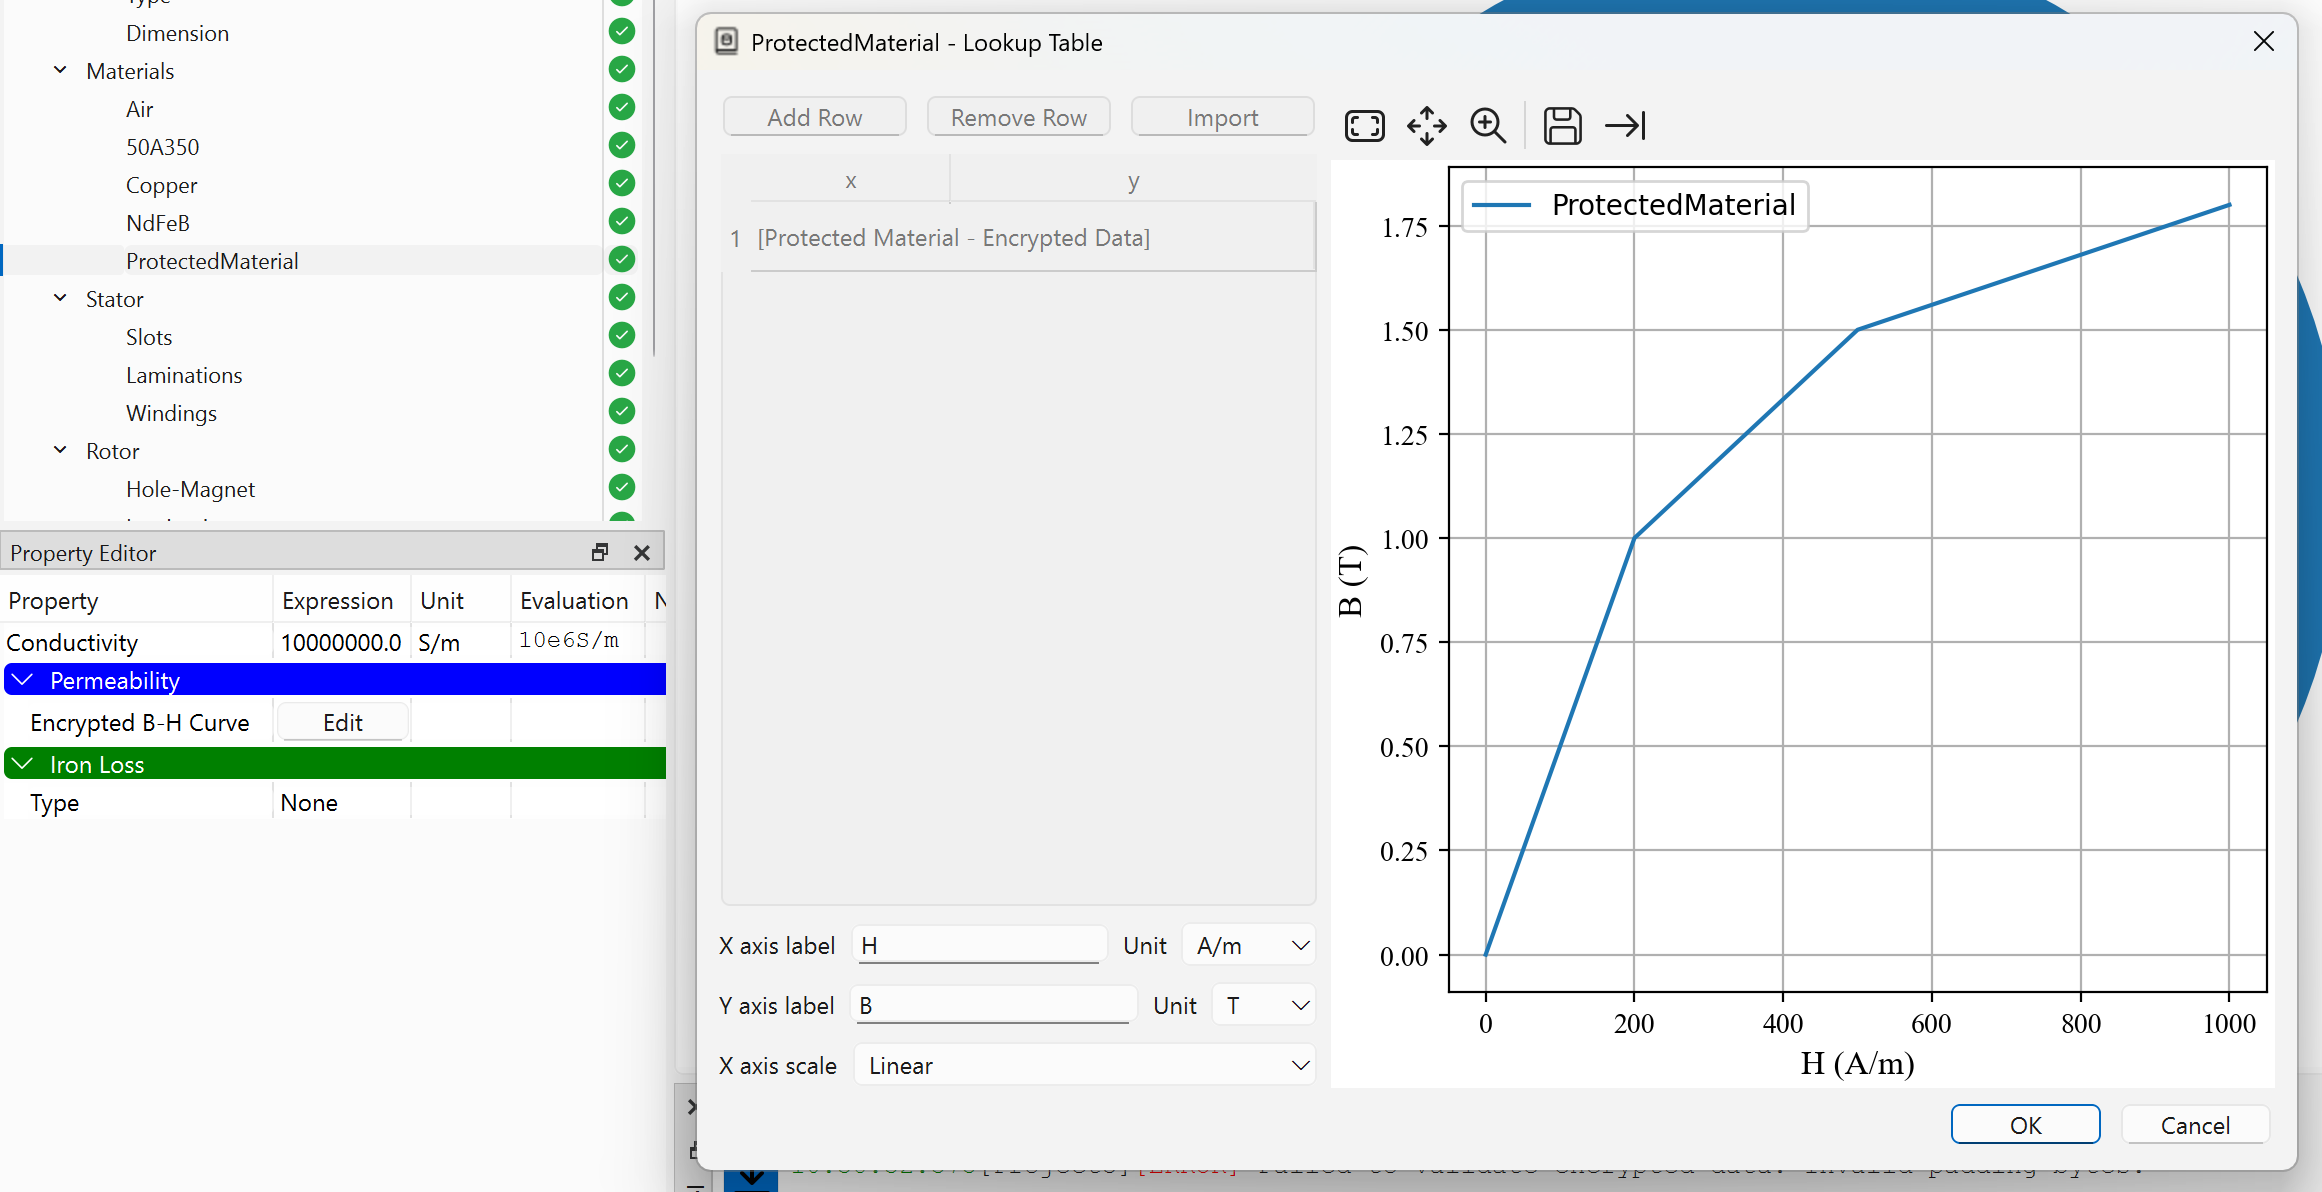 Type
Dimension
Materials
Air
50A350
Copper
NdFeB
ProtectedMaterial
Stator
Slots
Laminations
Windings
Rotor
Hole-Magnet
Property Editor
Property Expression Unit Evaluation
Conductivity 10000000.0 S/m 10e6S/m
Permeability
Encrypted B-H Curve Edit
Iron Loss
Type None
ProtectedMaterial - Lookup Table
Add Row Remove Row Import
x y
1 [Protected Material - Encrypted Data]
X axis label H Unit A/m
Y axis label B Unit T
X axis scale Linear
ProtectedMaterial
1.75
1.50
1.25
1.00
0.75
0.50
0.25
0.00
B (T)
0 200 400 600 800 1000
H (A/m)
OK Cancel
[ERROR] Failed to validate encrypted data: Invalid padding bytes.